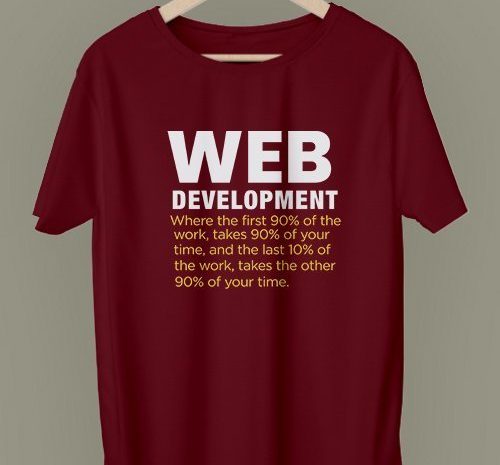 WEB
DEVELOPMENT
Where the first 90% of the
work, takes 90% of your
time, and the last 10% of
the work, takes the other
90% of your time.